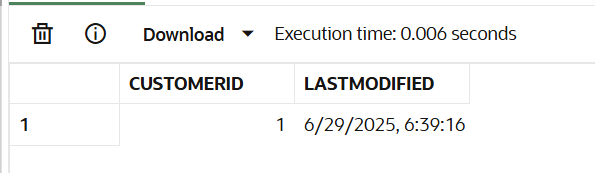 Download Execution time: 0.006 seconds
CUSTOMERID LASTMODIFIED
1 1 6/29/2025, 6:39:16